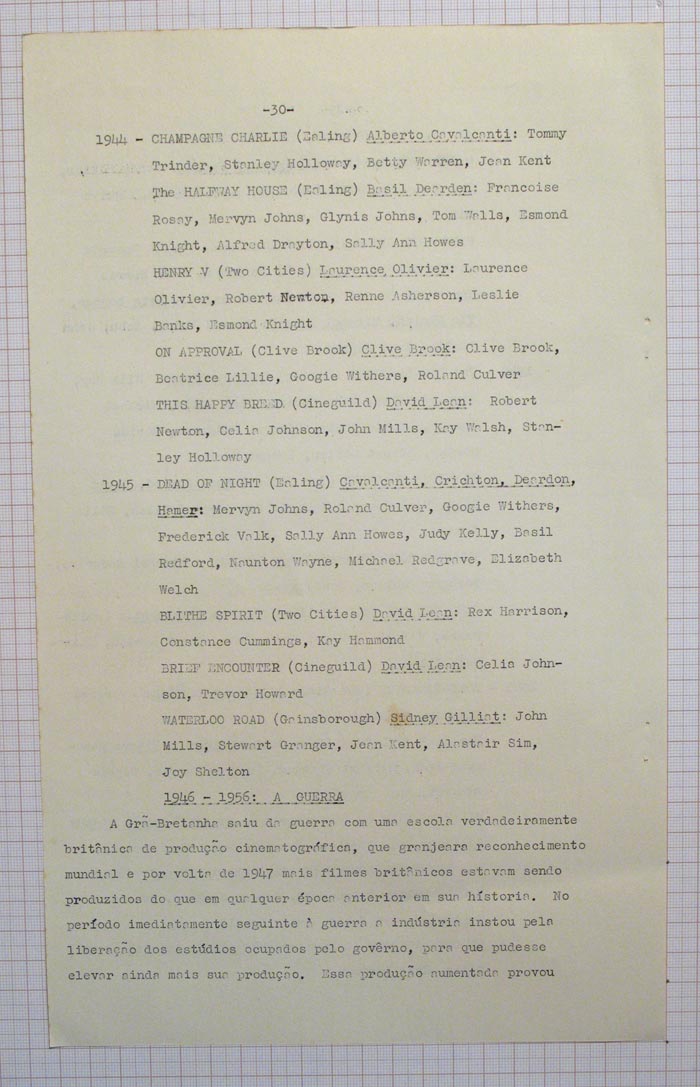 -30-
1944 - CHAMPAGNE CHARLIE (Ealing) Alberto Cavalcanti: Tommy
Trinder, Stanley Holloway, Betty Warren, Jean Kent
The HALFWAY HOUSE (Ealing) Basil Dearden: Francoise
Rosay, Mervyn Johns, Glynis Johns, Tom Walls, Esmond
Knight, Alfred Drayton, Sally Ann Howes
HENRY V (Two Cities) Laurence Olivier: Laurence
Olivier, Robert Newton, Renne Asherson, Leslie
Banks, Esmond Knight
ON APPROVAL (Clive Brook) Clive Brook: Clive Brook,
Beatrice Lillie, Googie Withers, Roland Culver
THIS HAPPY BREED (Cineguild) David Lean: Robert
Newton, Celia Johnson, John Mills, Kay Walsh, Stan-
ley Holloway
1945 - DEAD OF NIGHT (Ealing) Cavalcanti, Crichton, Deardon,
Hamer: Mervyn Johns, Roland Culver, Googie Withers,
Frederick Valk, Sally Ann Howes, Judy Kelly, Basil
Redford, Naunton Wayne, Michael Redgrave, Elizabeth
Welch
BLITHE SPIRIT (Two Cities) David Lean: Rex Harrison,
Constance Cummings, Kay Hammond
BRIEF ENCOUNTER (Cineguild) David Lean: Celia John-
son, Trevor Howard
WATERLOO ROAD (Gainsborough) Sidney Gilliat: John
Mills, Stewart Granger, Jean Kent, Alastair Sim,
Joy Shelton
1946 - 1956: A GUERRA
A Grã-Bretanha saiu da guerra com uma escola verdadeiramente
britânica de produção cinematográfica, que granjeara reconhecimento
mundial e por volta de 1947 mais filmes britânicos estavam sendo
produzidos do que em qualquer época anterior em sua história. No
período imediatamente seguinte à guerra a indústria instou pela
liberação dos estúdios ocupados pelo govêrno, para que pudesse
elevar ainda mais sua produção. Essa produção aumentada provou